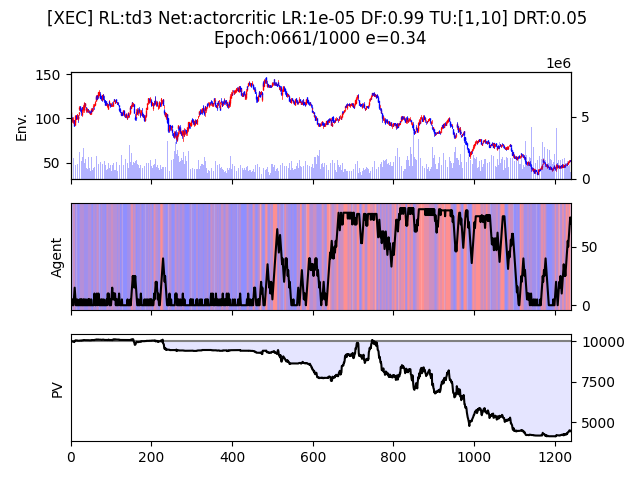 [XEC] RL:td3 Net:actorcritic LR:1e-05 DF:0.99 TU:[1,10] DRT:0.05
Epoch:0661/1000 e=0.34
1e6
150
100
50
Env.
5
0
Agent
50
0
PV
10000
7500
5000
0 200 400 600 800 1000 1200